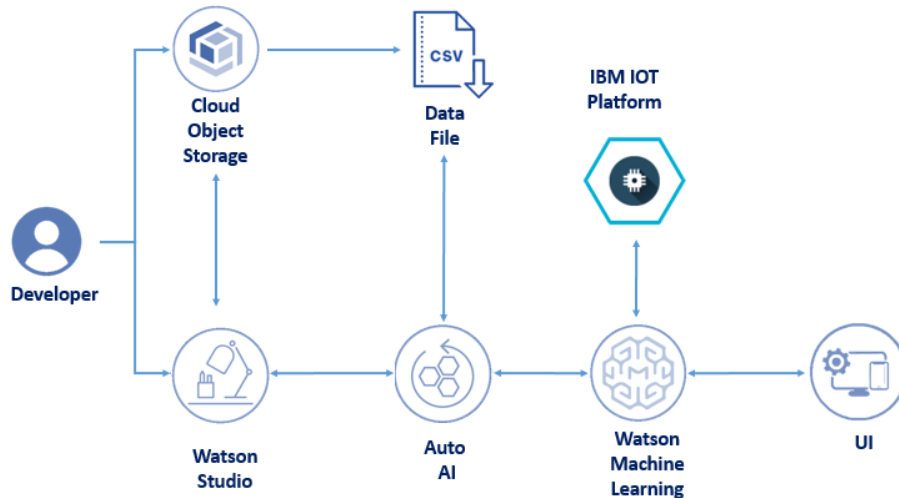 CSV
IBM IOT
Platform
Cloud
Object
Storage
Data
File
Developer
Watson
Studio
Auto
AI
Watson
Machine
Learning
UI